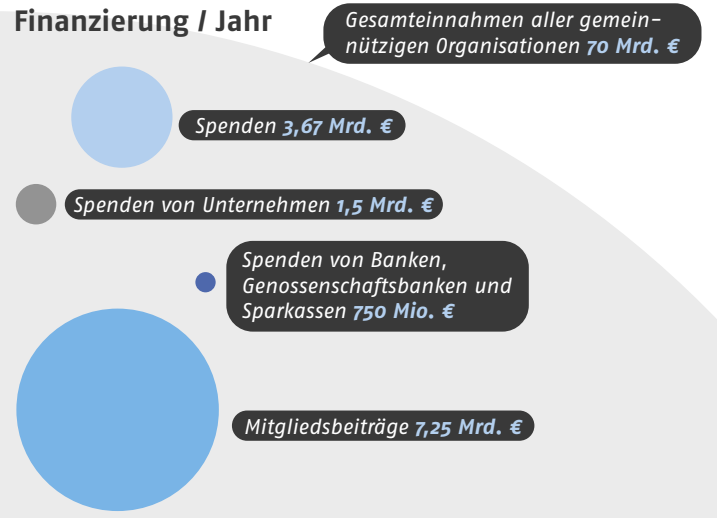 Finanzierung / Jahr
Gesamteinnahmen aller gemein-
nützigen Organisationen 70 Mrd. €
Spenden 3,67 Mrd. €
Spenden von Unternehmen 1,5 Mrd. €
Spenden von Banken,
Genossenschaftsbanken und
Sparkassen 750 Mio. €
Mitgliedsbeiträge 7,25 Mrd. €